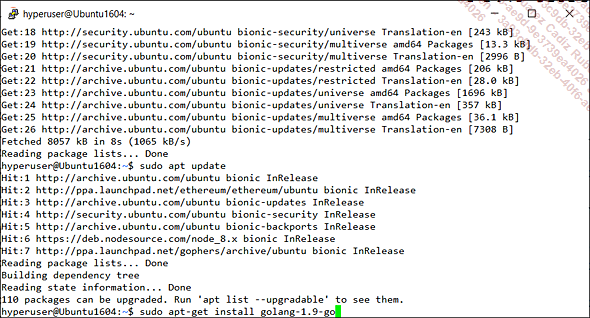 hyperuser@Ubuntu1604: ~
Get:18 http://security.ubuntu.com/ubuntu bionic-security/universe Translation-en [243 kB]
Get:19 http://security.ubuntu.com/ubuntu bionic-security/multiverse amd64 Packages [13.3 kB]
Get:20 http://security.ubuntu.com/ubuntu bionic-security/multiverse Translation-en [2996 B]
Get:21 http://archive.ubuntu.com/ubuntu bionic-updates/restricted amd64 Packages [206 kB]
Get:22 http://archive.ubuntu.com/ubuntu bionic-updates/restricted Translation-en [28.0 kB]
Get:23 http://archive.ubuntu.com/ubuntu bionic-updates/universe amd64 Packages [1696 kB]
Get:24 http://archive.ubuntu.com/ubuntu bionic-updates/universe Translation-en [357 kB]
Get:25 http://archive.ubuntu.com/ubuntu bionic-updates/multiverse amd64 Packages [36.1 kB]
Get:26 http://archive.ubuntu.com/ubuntu bionic-updates/multiverse Translation-en [7308 B]
Fetched 8057 kB in 8s (1065 kB/s)
Reading package lists... Done
hyperuser@Ubuntu1604:~$ sudo apt update
Hit:1 http://archive.ubuntu.com/ubuntu bionic InRelease
Hit:2 http://ppa.launchpad.net/ethereum/ethereum/ubuntu bionic InRelease
Hit:3 http://archive.ubuntu.com/ubuntu bionic-updates InRelease
Hit:4 http://security.ubuntu.com/ubuntu bionic-security InRelease
Hit:5 http://archive.ubuntu.com/ubuntu bionic-backports InRelease
Hit:6 https://deb.nodesource.com/node_8.x bionic InRelease
Hit:7 http://ppa.launchpad.net/gophers/archive/ubuntu bionic InRelease
Reading package lists... Done
Building dependency tree
Reading state information... Done
110 packages can be upgraded. Run 'apt list --upgradable' to see them.
hyperuser@Ubuntu1604:~$ sudo apt-get install golang-1.9-go